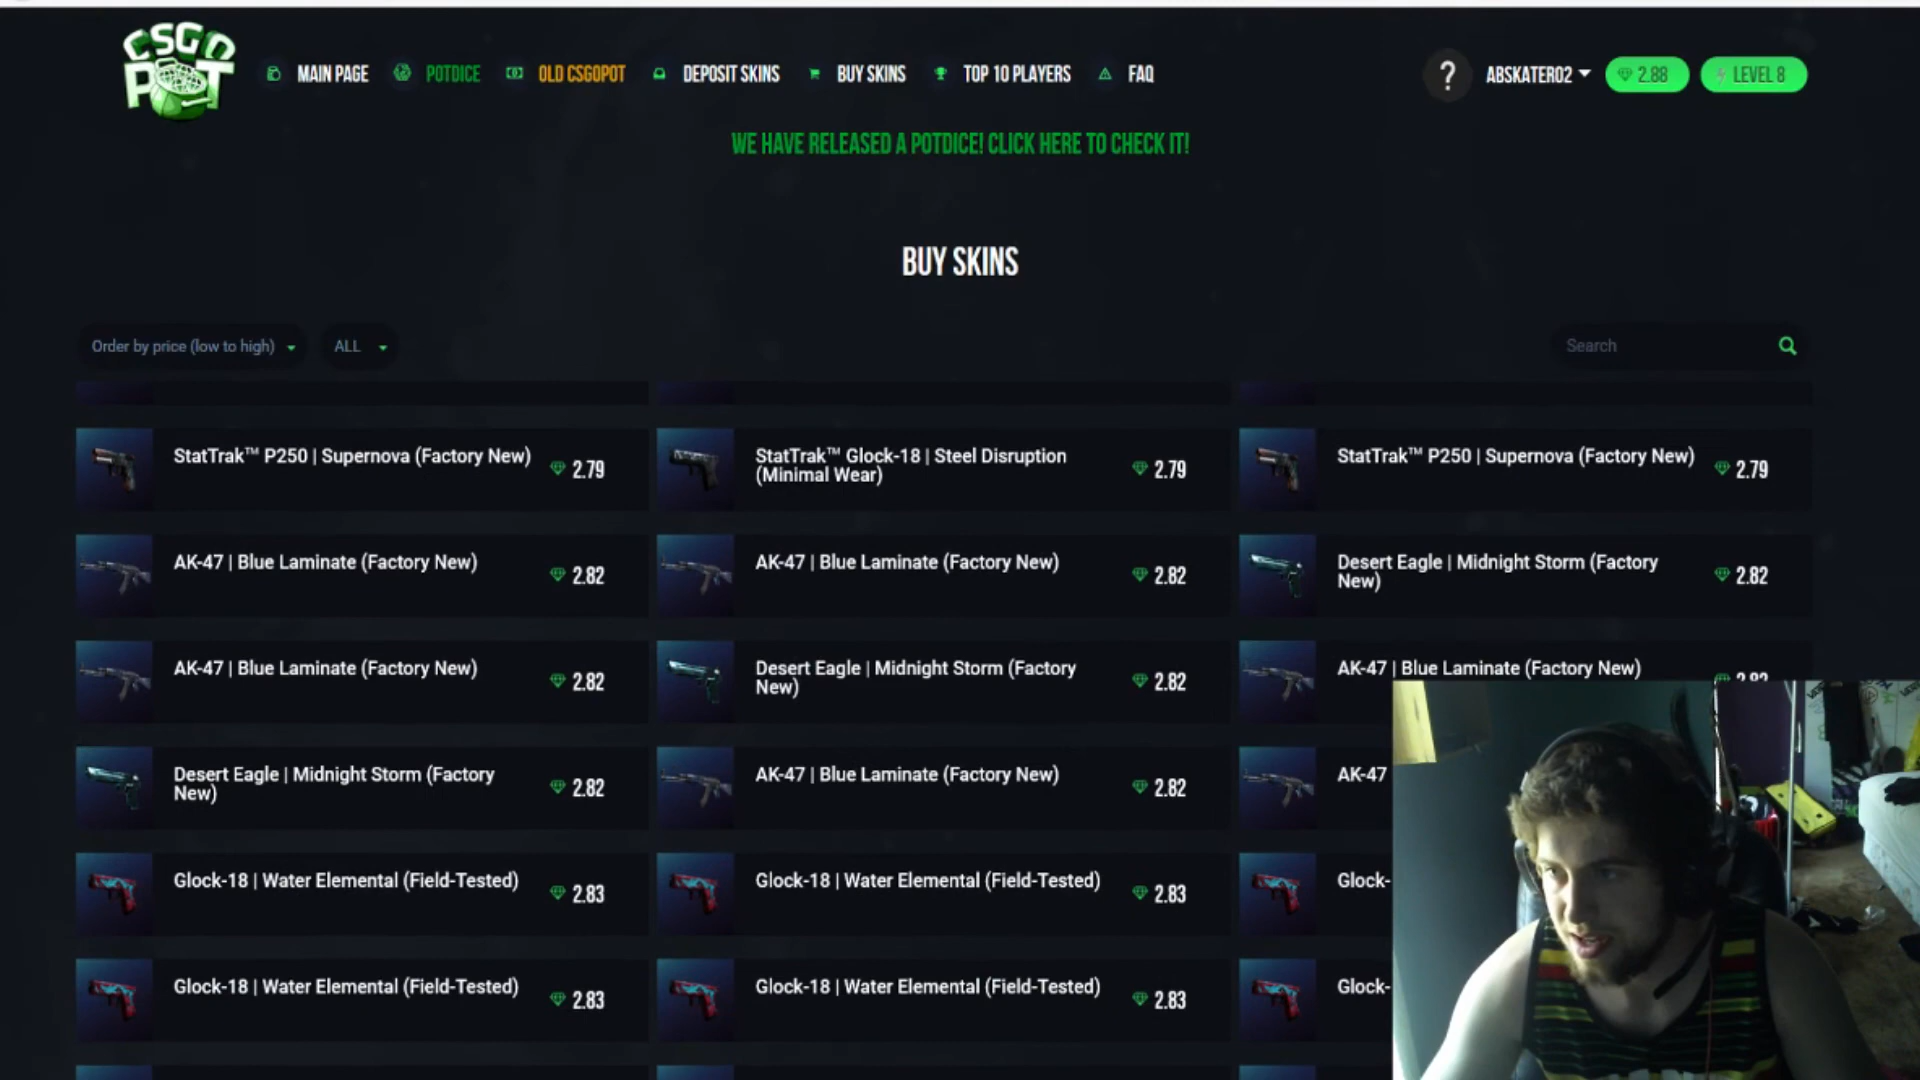 CSGO
POT
MAIN PAGE
POTDICE
OLD CSGOPOT
DEPOSIT SKINS
BUY SKINS
TOP 10 PLAYERS
FAQ
?
ABSKATER02
2.88
LEVEL 8
WE HAVE RELEASED A POTDICE! CLICK HERE TO CHECK IT!
BUY SKINS
Order by price (low to high)
ALL
Search
StatTrak™ P250 | Supernova (Factory New)
2.79
StatTrak™ Glock-18 | Steel Disruption
(Minimal Wear)
2.79
StatTrak™ P250 | Supernova (Factory New)
2.79
AK-47 | Blue Laminate (Factory New)
2.82
AK-47 | Blue Laminate (Factory New)
2.82
Desert Eagle | Midnight Storm (Factory
New)
2.82
AK-47 | Blue Laminate (Factory New)
2.82
Desert Eagle | Midnight Storm (Factory
New)
2.82
AK-47 | Blue Laminate (Factory New)
2.82
Desert Eagle | Midnight Storm (Factory
New)
2.82
AK-47 | Blue Laminate (Factory New)
2.82
AK-47
Glock-18 | Water Elemental (Field-Tested)
2.83
Glock-18 | Water Elemental (Field-Tested)
2.83
Glock-
Glock-18 | Water Elemental (Field-Tested)
2.83
Glock-18 | Water Elemental (Field-Tested)
2.83
Glock-